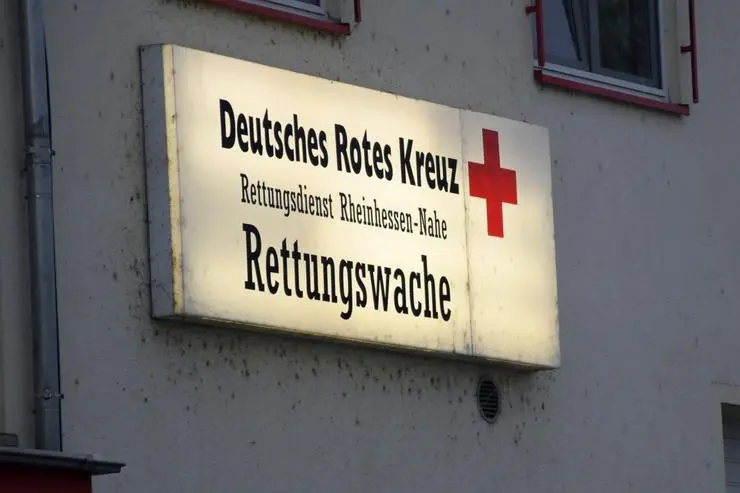 Deutsches Rotes Kreuz
Rettungsdienst Rheinhessen-Nahe
Rettungswache